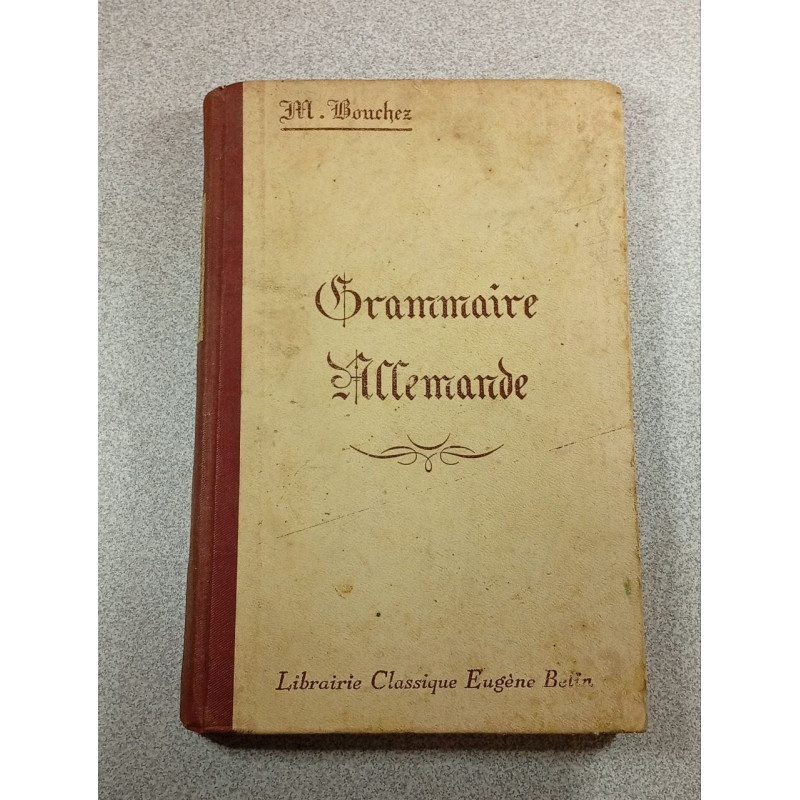 M. Bouchez
Grammaire
Allemande
Librairie Classique Eugène Belin